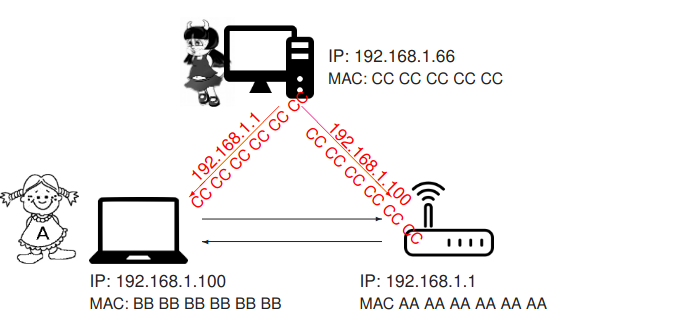 IP: 192.168.1.66
MAC: CC CC CC CC CC
192.168.1.1
CC CC CC CC CC CC
192.168.1.100
CC CC CC CC CC CC
A
IP: 192.168.1.100
MAC: BB BB BB BB BB BB
IP: 192.168.1.1
MAC AA AA AA AA AA AA